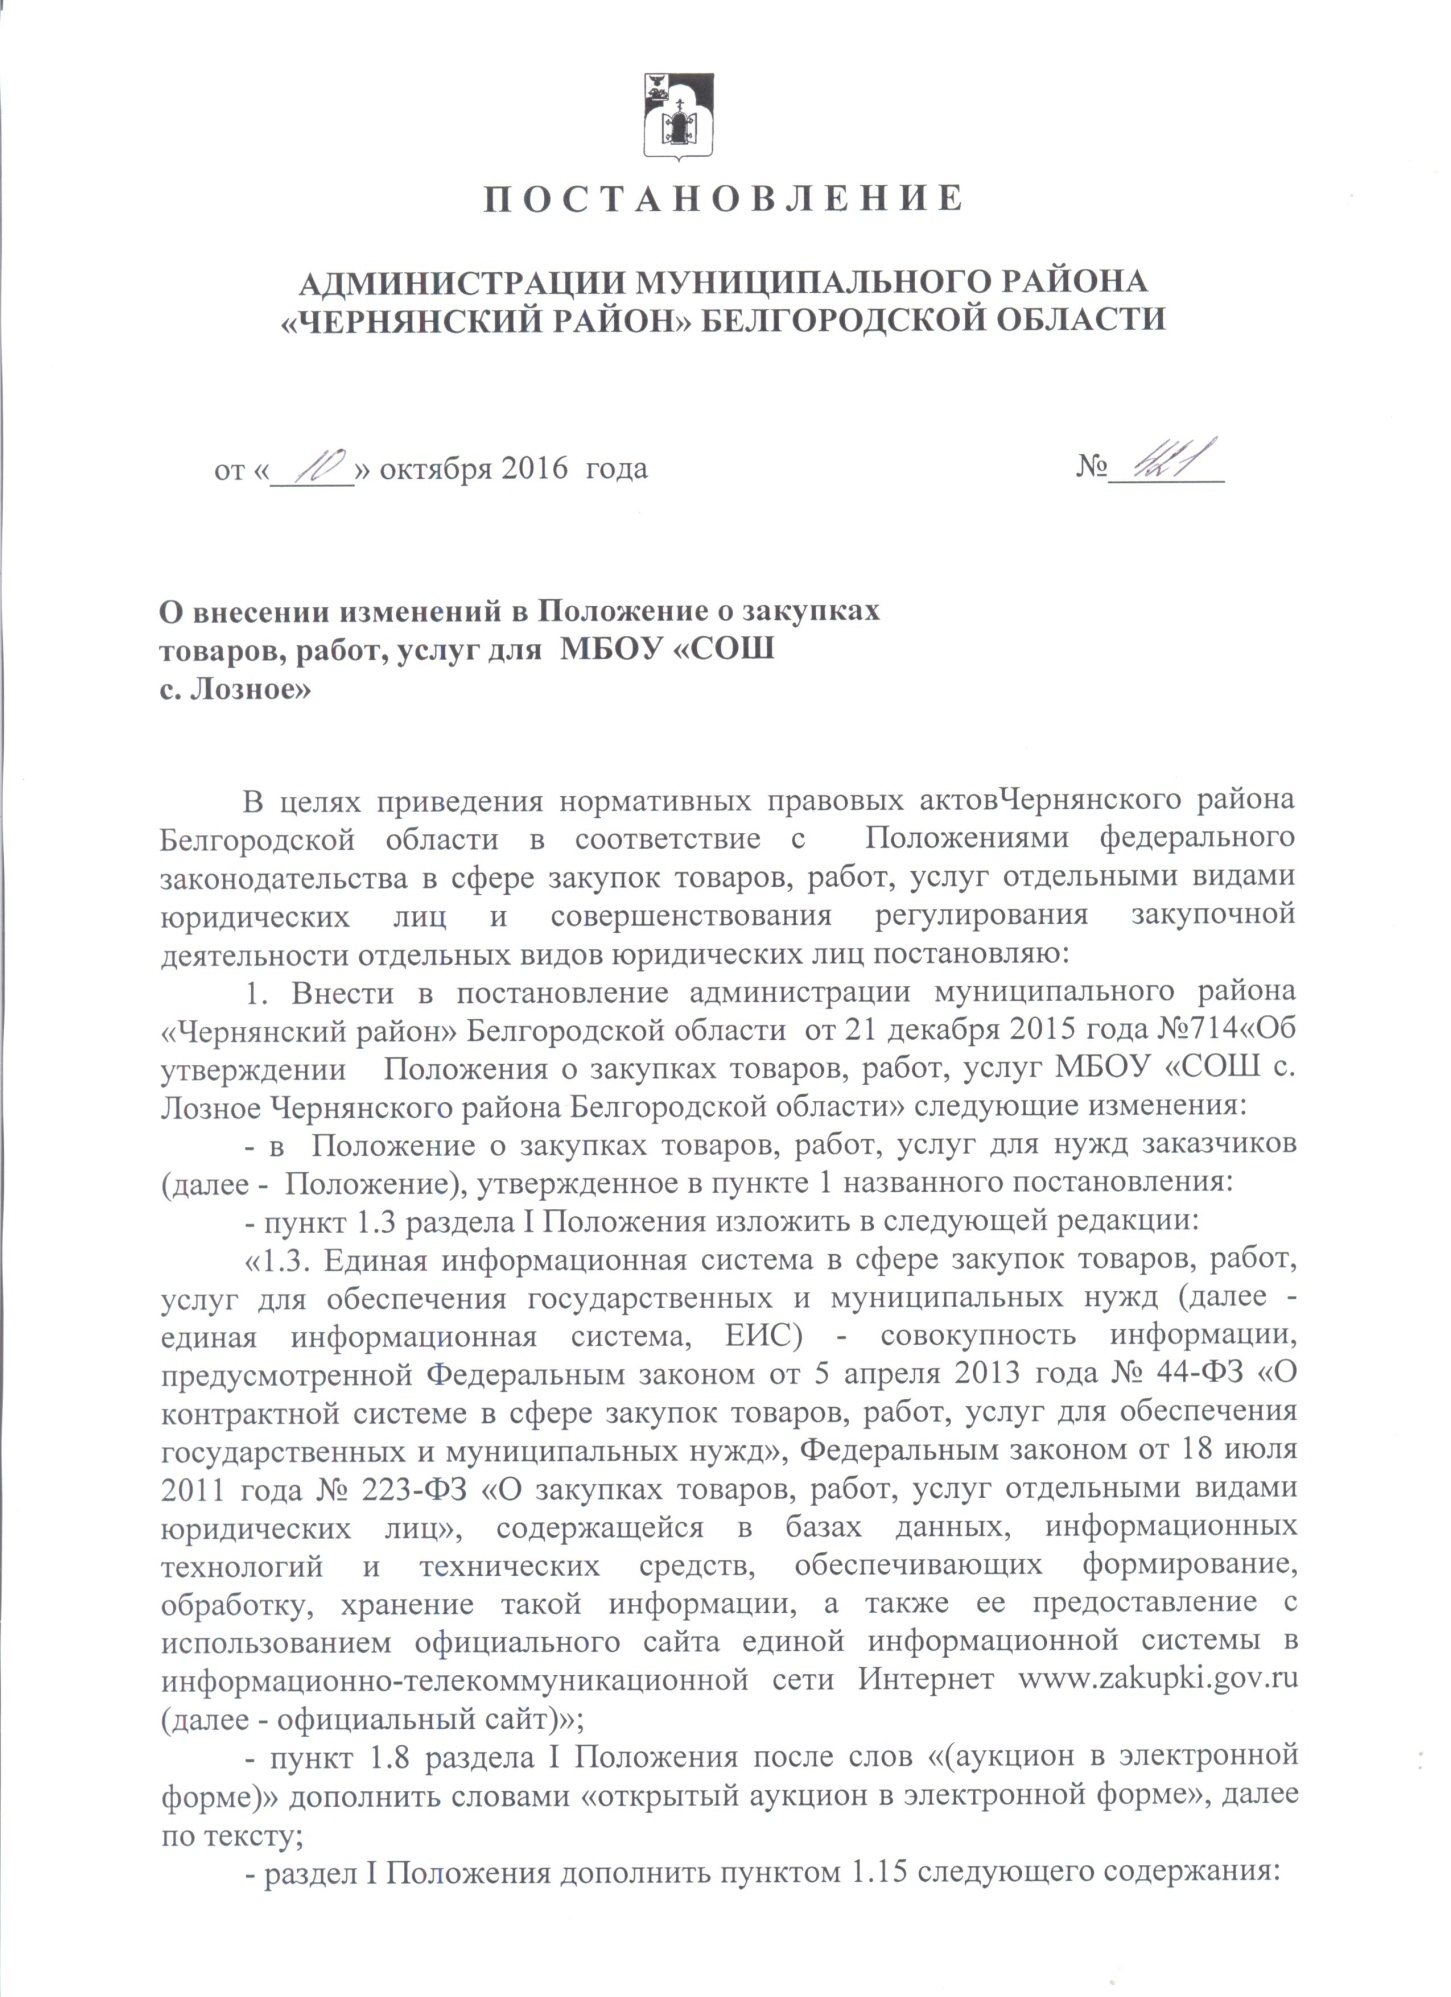 П О С Т А Н О В Л Е Н И Е
АДМИНИСТРАЦИИ МУНИЦИПАЛЬНОГО РАЙОНА
«ЧЕРНЯНСКИЙ РАЙОН» БЕЛГОРОДСКОЙ ОБЛАСТИ
от « 10 » октября 2016 года № 421
О внесении изменений в Положение о закупках
товаров, работ, услуг для МБОУ «СОШ
с. Лозное»
В целях приведения нормативных правовых актовЧернянского района
Белгородской области в соответствие с Положениями федерального
законодательства в сфере закупок товаров, работ, услуг отдельными видами
юридических лиц и совершенствования регулирования закупочной
деятельности отдельных видов юридических лиц постановляю:
1. Внести в постановление администрации муниципального района
«Чернянский район» Белгородской области от 21 декабря 2015 года №714«Об
утверждении Положения о закупках товаров, работ, услуг МБОУ «СОШ с.
Лозное Чернянского района Белгородской области» следующие изменения:
- в Положение о закупках товаров, работ, услуг для нужд заказчиков
(далее - Положение), утвержденное в пункте 1 названного постановления:
- пункт 1.3 раздела I Положения изложить в следующей редакции:
«1.3. Единая информационная система в сфере закупок товаров, работ,
услуг для обеспечения государственных и муниципальных нужд (далее -
единая информационная система, ЕИС) - совокупность информации,
предусмотренной Федеральным законом от 5 апреля 2013 года № 44-ФЗ «О
контрактной системе в сфере закупок товаров, работ, услуг для обеспечения
государственных и муниципальных нужд», Федеральным законом от 18 июля
2011 года № 223-ФЗ «О закупках товаров, работ, услуг отдельными видами
юридических лиц», содержащейся в базах данных, информационных
технологий и технических средств, обеспечивающих формирование,
обработку, хранение такой информации, а также ее предоставление с
использованием официального сайта единой информационной системы в
информационно-телекоммуникационной сети Интернет www.zakupki.gov.ru
(далее - официальный сайт)»;
- пункт 1.8 раздела I Положения после слов «(аукцион в электронной
форме)» дополнить словами «открытый аукцион в электронной форме», далее
по тексту;
- раздел I Положения дополнить пунктом 1.15 следующего содержания: